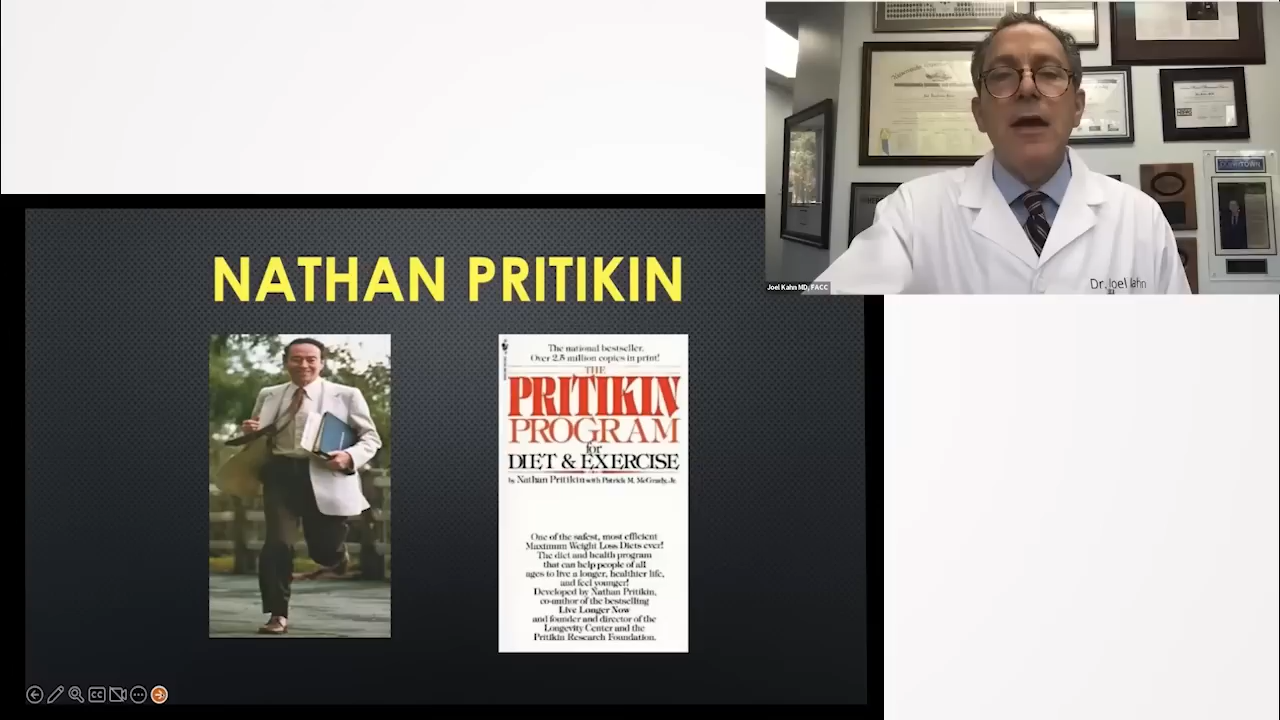 NATHAN PRITIKIN
The national bestseller.
Over 2.8 million copies in print!
THE
PRITIKIN
PROGRAM
for
DIET & EXERCISE
by Nathan Pritikin with Patrick M. McGrady, Jr.
One of the safest, most efficient
Maximum Weight Loss Diets ever!
The diet and health program
that can help people of all
ages to live a longer, healthier life,
and feel younger!
Developed by Nathan Pritikin,
co-author of the bestselling
Live Longer Now
and founder and director of the
Longevity Center and the
Pritikin Research Foundation.
CC
Joel Kahn MD, FACC
Dr. Joel Kahn